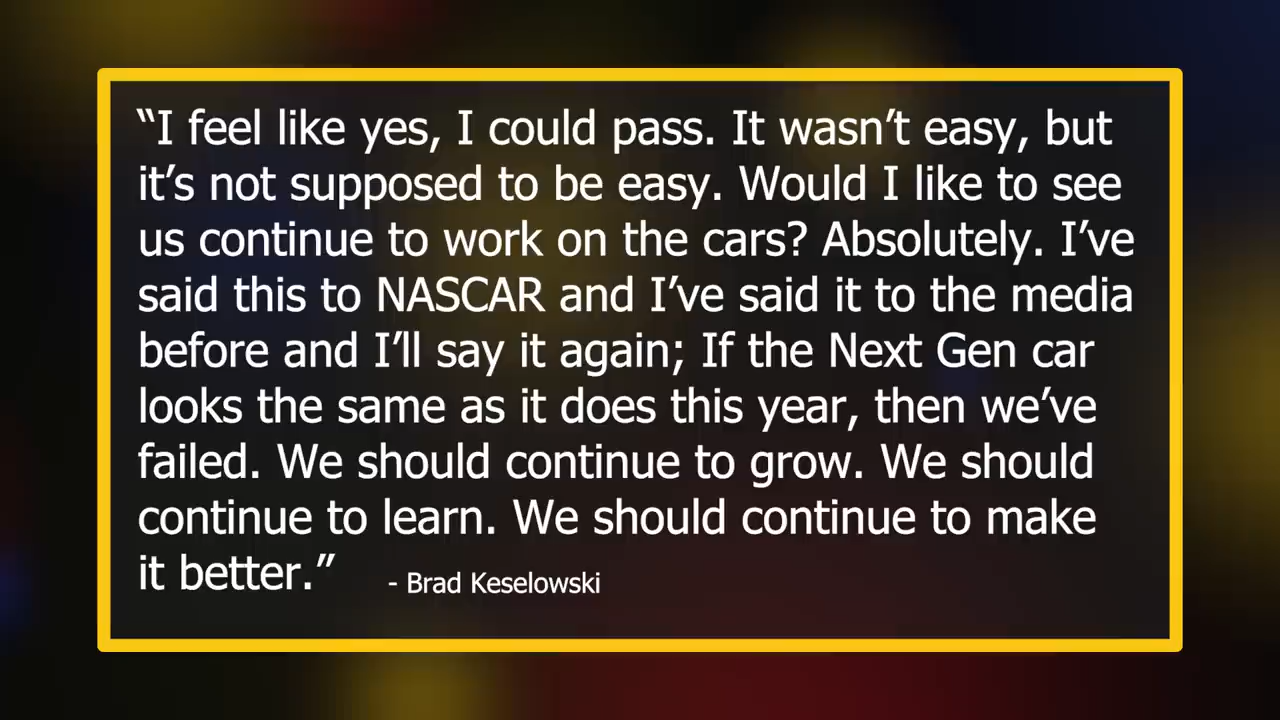 “I feel like yes, I could pass. It wasn’t easy, but
it’s not supposed to be easy. Would I like to see
us continue to work on the cars? Absolutely. I’ve
said this to NASCAR and I’ve said it to the media
before and I’ll say it again; If the Next Gen car
looks the same as it does this year, then we’ve
failed. We should continue to grow. We should
continue to learn. We should continue to make
it better.” - Brad Keselowski